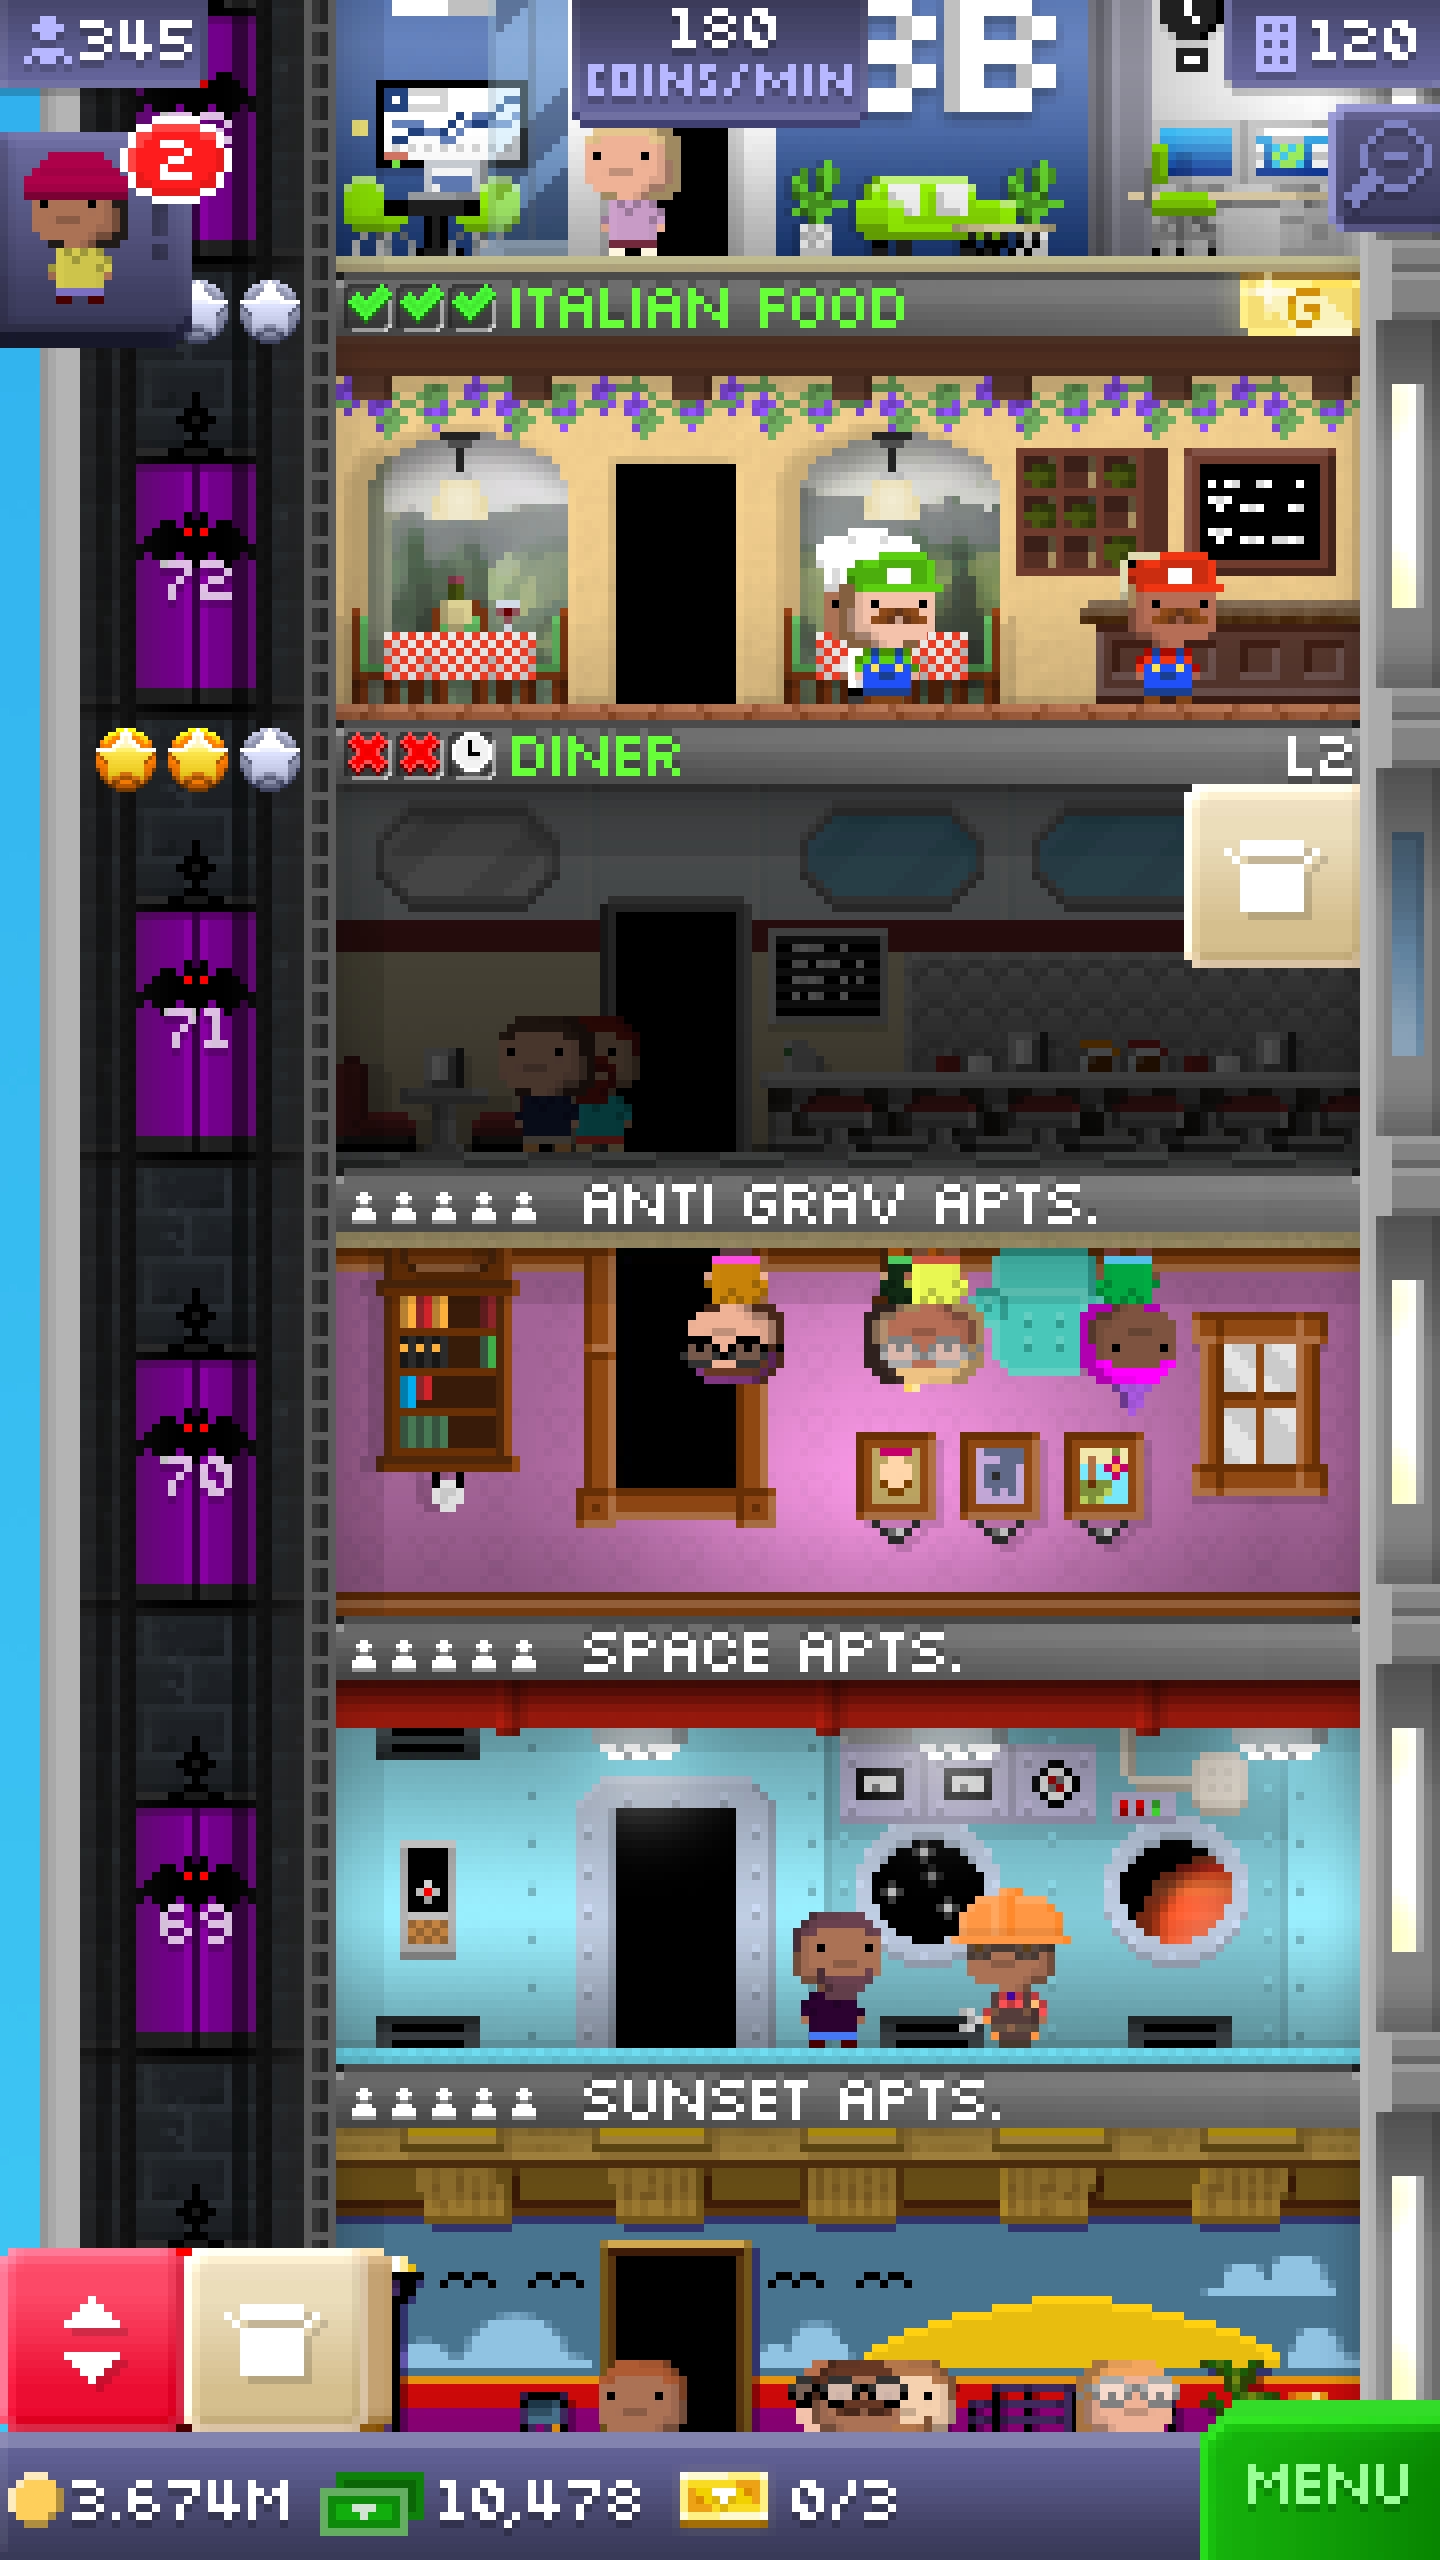 345
180
COINS/MIN
120
2
ITALIAN FOOD
G
72
DINER
L2
71
ANTI GRAV APTS.
70
SPACE APTS.
69
SUNSET APTS.
3.674M
10,478
0/3
MENU